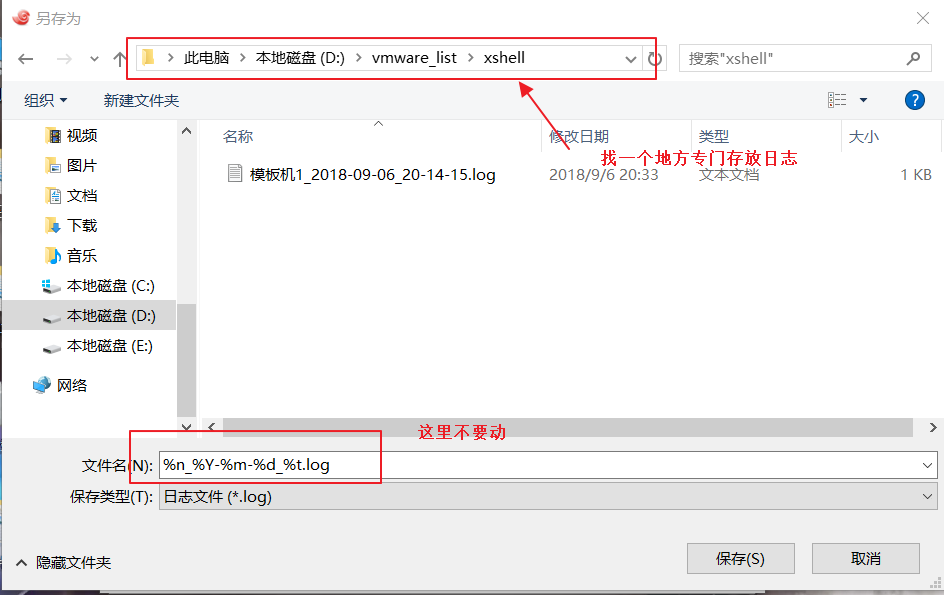 另存为
此电脑 本地磁盘 (D:) vmware_list xshell
搜索"xshell"
组织 新建文件夹
?
视频
图片
文档
下载
音乐
本地磁盘 (C:)
本地磁盘 (D:)
本地磁盘 (E:)
网络
名称 修改日期 类型 大小
找一个地方专门存放日志
模板机1_2018-09-06_20-14-15.log 2018/9/6 20:33 文本文档 1 KB
这里不要动
文件名(N): %n_%Y-%m-%d_%t.log
保存类型(T): 日志文件 (*.log)
隐藏文件夹 保存(S) 取消